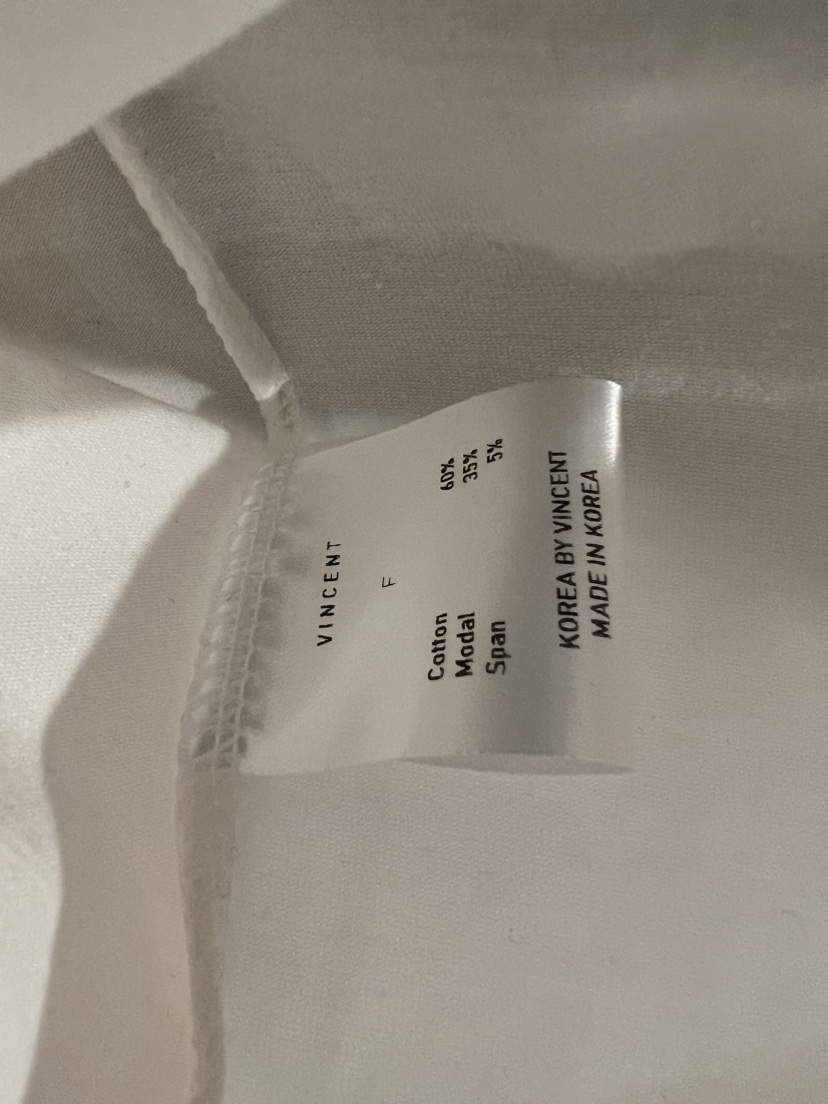 VINCENT
F
Cotton 60%
Modal 35%
Span 5%
KOREA BY VINCENT
MADE IN KOREA